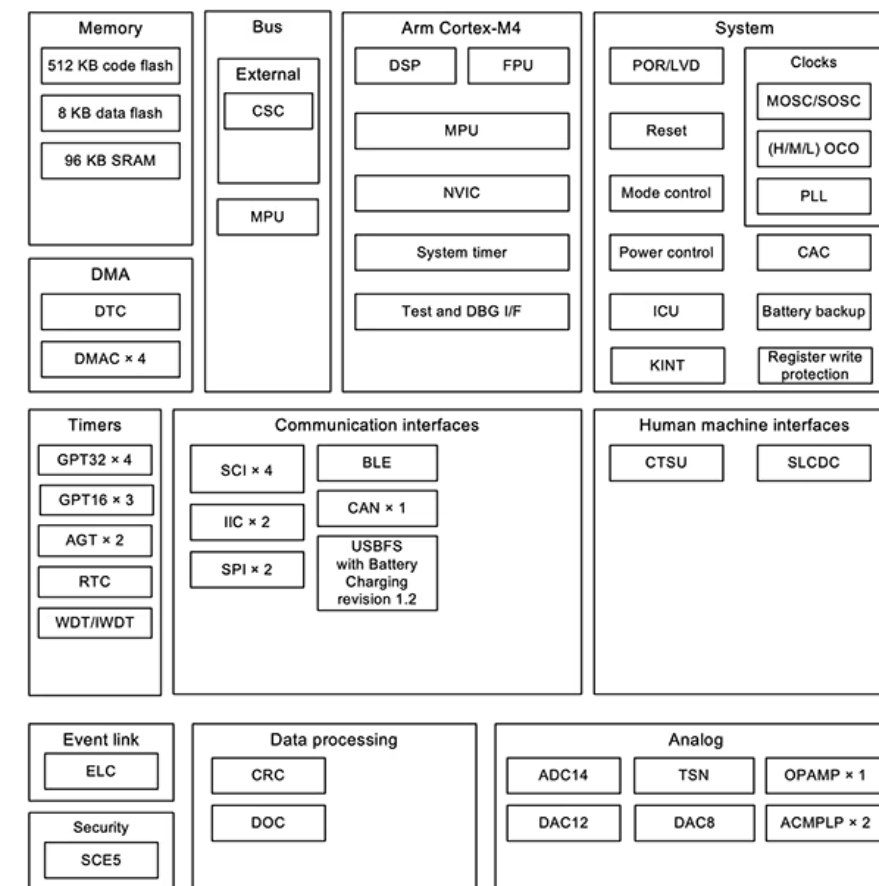 Memory
512 KB code flash
8 KB data flash
96 KB SRAM
DMA
DTC
DMAC × 4
Bus
External
CSC
MPU
Arm Cortex-M4
DSP
FPU
MPU
NVIC
System timer
Test and DBG I/F
System
POR/LVD
Reset
Mode control
Power control
ICU
KINT
Clocks
MOSC/SOSC
(H/M/L) OCO
PLL
CAC
Battery backup
Register write
protection
Timers
GPT32 × 4
GPT16 × 3
AGT × 2
RTC
WDT/IWDT
Communication interfaces
SCI × 4
IIC × 2
SPI × 2
BLE
CAN × 1
USBFS
with Battery
Charging
revision 1.2
Human machine interfaces
CTSU
SLCDC
Event link
ELC
Security
SCE5
Data processing
CRC
DOC
Analog
ADC14
TSN
OPAMP × 1
DAC12
DAC8
ACMPLP × 2